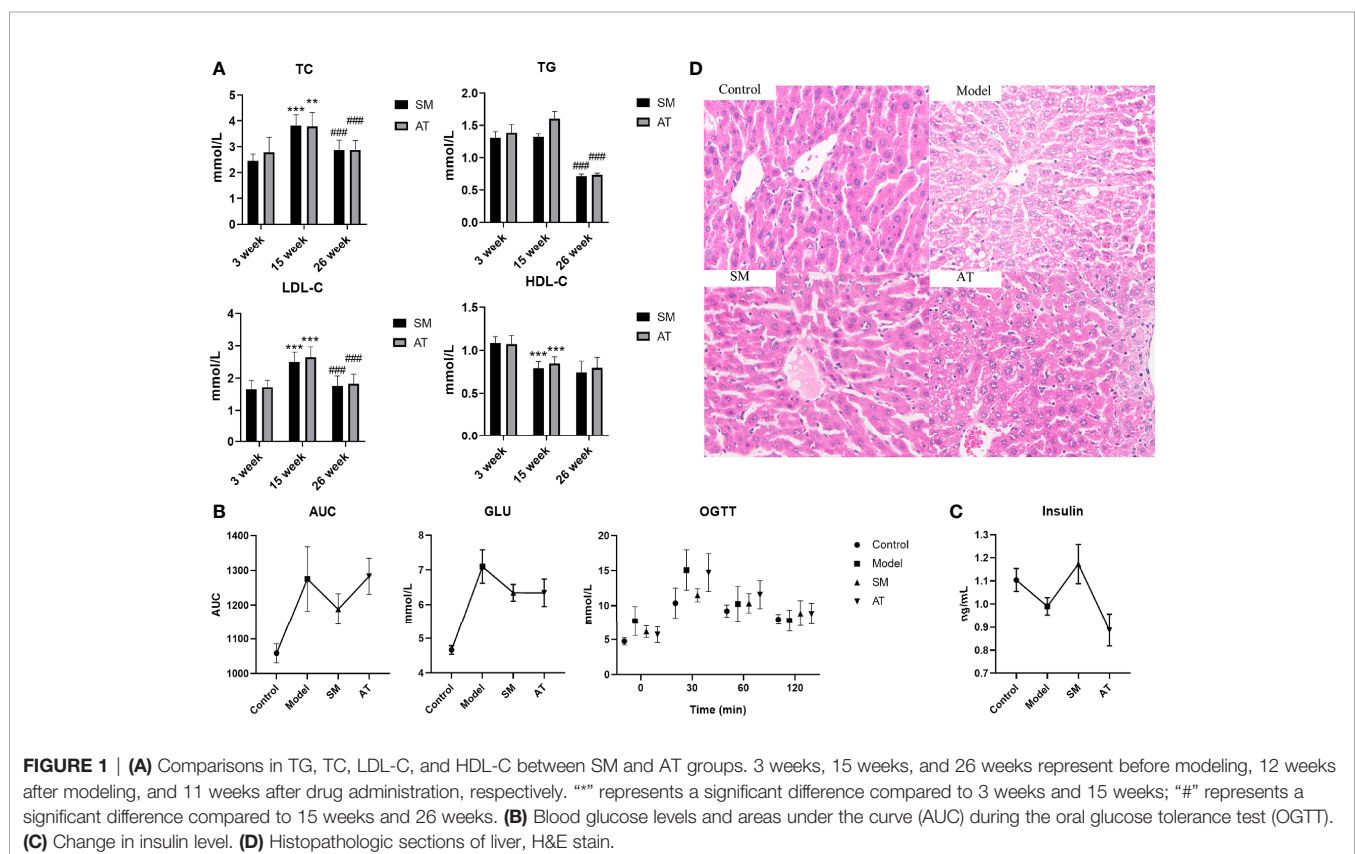 A
TC
5
4
3
2
1
0
mmol/L
*** **
### ###
3 week
15 week
26 week
SM
AT
TG
2.0
1.5
1.0
0.5
0.0
mmol/L
### ###
3 week
15 week
26 week
SM
AT
LDL-C
4
3
2
1
0
mmol/L
*** ***
### ###
3 week
15 week
26 week
SM
AT
HDL-C
1.5
1.0
0.5
0.0
mmol/L
*** ***
3 week
15 week
26 week
SM
AT
D
Control
Model
SM
AT
B
AUC
1400
1300
1200
1100
1000
AUC
Control
Model
SM
AT
GLU
8
7
6
5
4
mmol/L
Control
Model
SM
AT
OGTT
20
15
10
5
0
mmol/L
0
30
60
120
Time (min)
Control
Model
SM
AT
C
Insulin
1.3
1.2
1.1
1.0
0.9
0.8
0.7
ng/mL
Control
Model
SM
AT
FIGURE 1 | (A) Comparisons in TG, TC, LDL-C, and HDL-C between SM and AT groups. 3 weeks, 15 weeks, and 26 weeks represent before modeling, 12 weeks
after modeling, and 11 weeks after drug administration, respectively. “*” represents a significant difference compared to 3 weeks and 15 weeks; “#” represents a
significant difference compared to 15 weeks and 26 weeks. (B) Blood glucose levels and areas under the curve (AUC) during the oral glucose tolerance test (OGTT).
(C) Change in insulin level. (D) Histopathologic sections of liver, H&E stain.